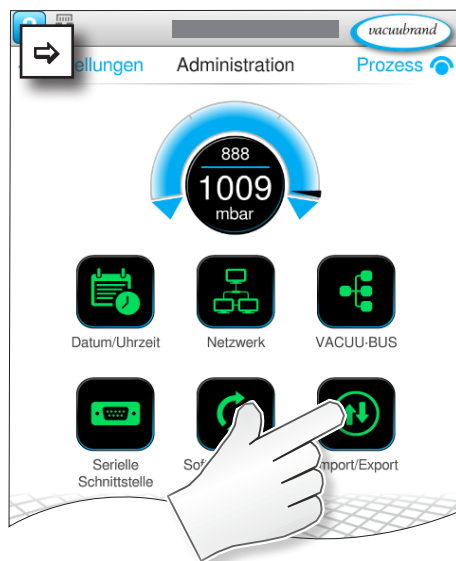 vacuubrand
ellungen Administration Prozess
888
1009
mbar
Datum/Uhrzeit Netzwerk VACUU·BUS
Serielle Sof mport/Export
Schnittstelle